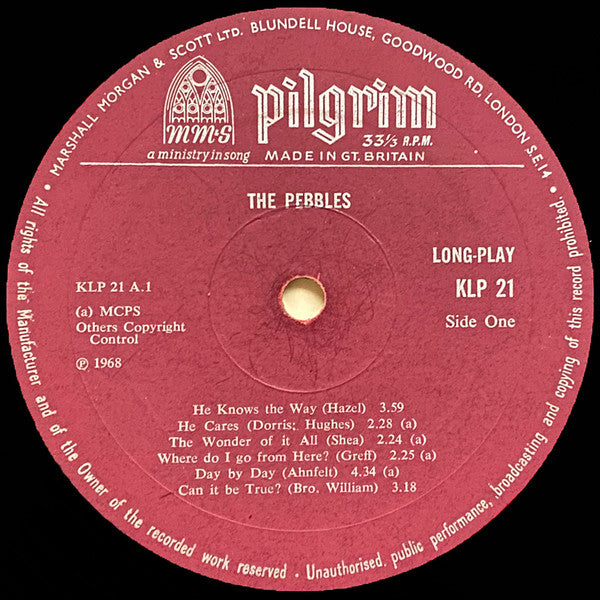 MARSHALL MORGAN & SCOTT LTD. BLUNDELL HOUSE, GOODWOOD RD, LONDON S.E.14
MM&S
pilgrim
33⅓ R.P.M.
a ministry in song
MADE IN GT. BRITAIN
THE PEBBLES
LONG-PLAY
KLP 21
Side One
KLP 21 A.1
(a) MCPS
Others Copyright
Control
℗ 1968
He Knows the Way (Hazel) 3.59
He Cares (Dorris; Hughes) 2.28 (a)
The Wonder of it All (Shea) 2.24 (a)
Where do I go from Here? (Greff) 2.25 (a)
Day by Day (Ahnfelt) 4.34 (a)
Can it be True? (Bro. William) 3.18
• All rights of the Manufacturer and of the Owner of the recorded work reserved • Unauthorised public performance, broadcasting and copying of this record prohibited. •